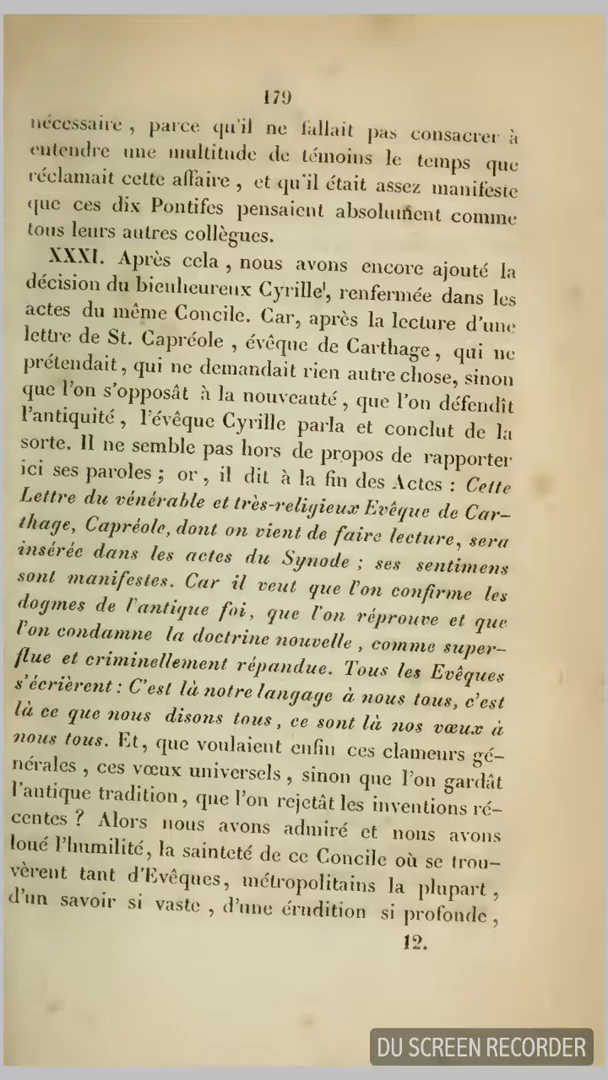 179
nécessaire , parce qu'il ne fallait pas consacrer à
entendre une multitude de témoins le temps que
réclamait cette affaire , et qu'il était assez manifeste
que ces dix Pontifes pensaient absolument comme
tous leurs autres collègues.
XXXI. Après cela , nous avons encore ajouté la
décision du bienheureux Cyrille', renfermée dans les
actes du même Concile. Car, après la lecture d'une
lettre de St. Capréole , évêque de Carthage, qui ne
prétendait , qui ne demandait rien autre chose, sinon
que l'on s'opposât à la nouveauté, que l'on défendît
l'antiquité, l'évêque Cyrille parla et conclut de la
sorte. Il ne semble pas hors de propos de rapporter
ici ses paroles ; or , il dit à la fin des Actes : Cette
Lettre du vénérable et très-religieux Evêque de Car-
thage, Capréole, dont on vient de faire lecture, sera
insérée dans les actes du Synode ; ses sentimens
sont manifestes. Car il veut que l'on confirme les
dogmes de l'antique foi, que l'on réprouve et que
l'on condamne la doctrine nouvelle , comme super-
flue et criminellement répandue. Tous les Evêques
s'écrièrent : C'est là notre langage à nous tous, c'est
là ce que nous disons tous, ce sont là nos vœux à
nous tous. Et, que voulaient enfin ces clameurs gé-
nérales , ces vœux universels , sinon que l'on gardât
l'antique tradition, que l'on rejetât les inventions ré-
centes ? Alors nous avons admiré et nous avons
loué l'humilité, la sainteté de ce Concile où se trou-
vèrent tant d'Evêques, métropolitains la plupart ,
d'un savoir si vaste , d'une érudition si profonde ,
12.
DU SCREEN RECORDER